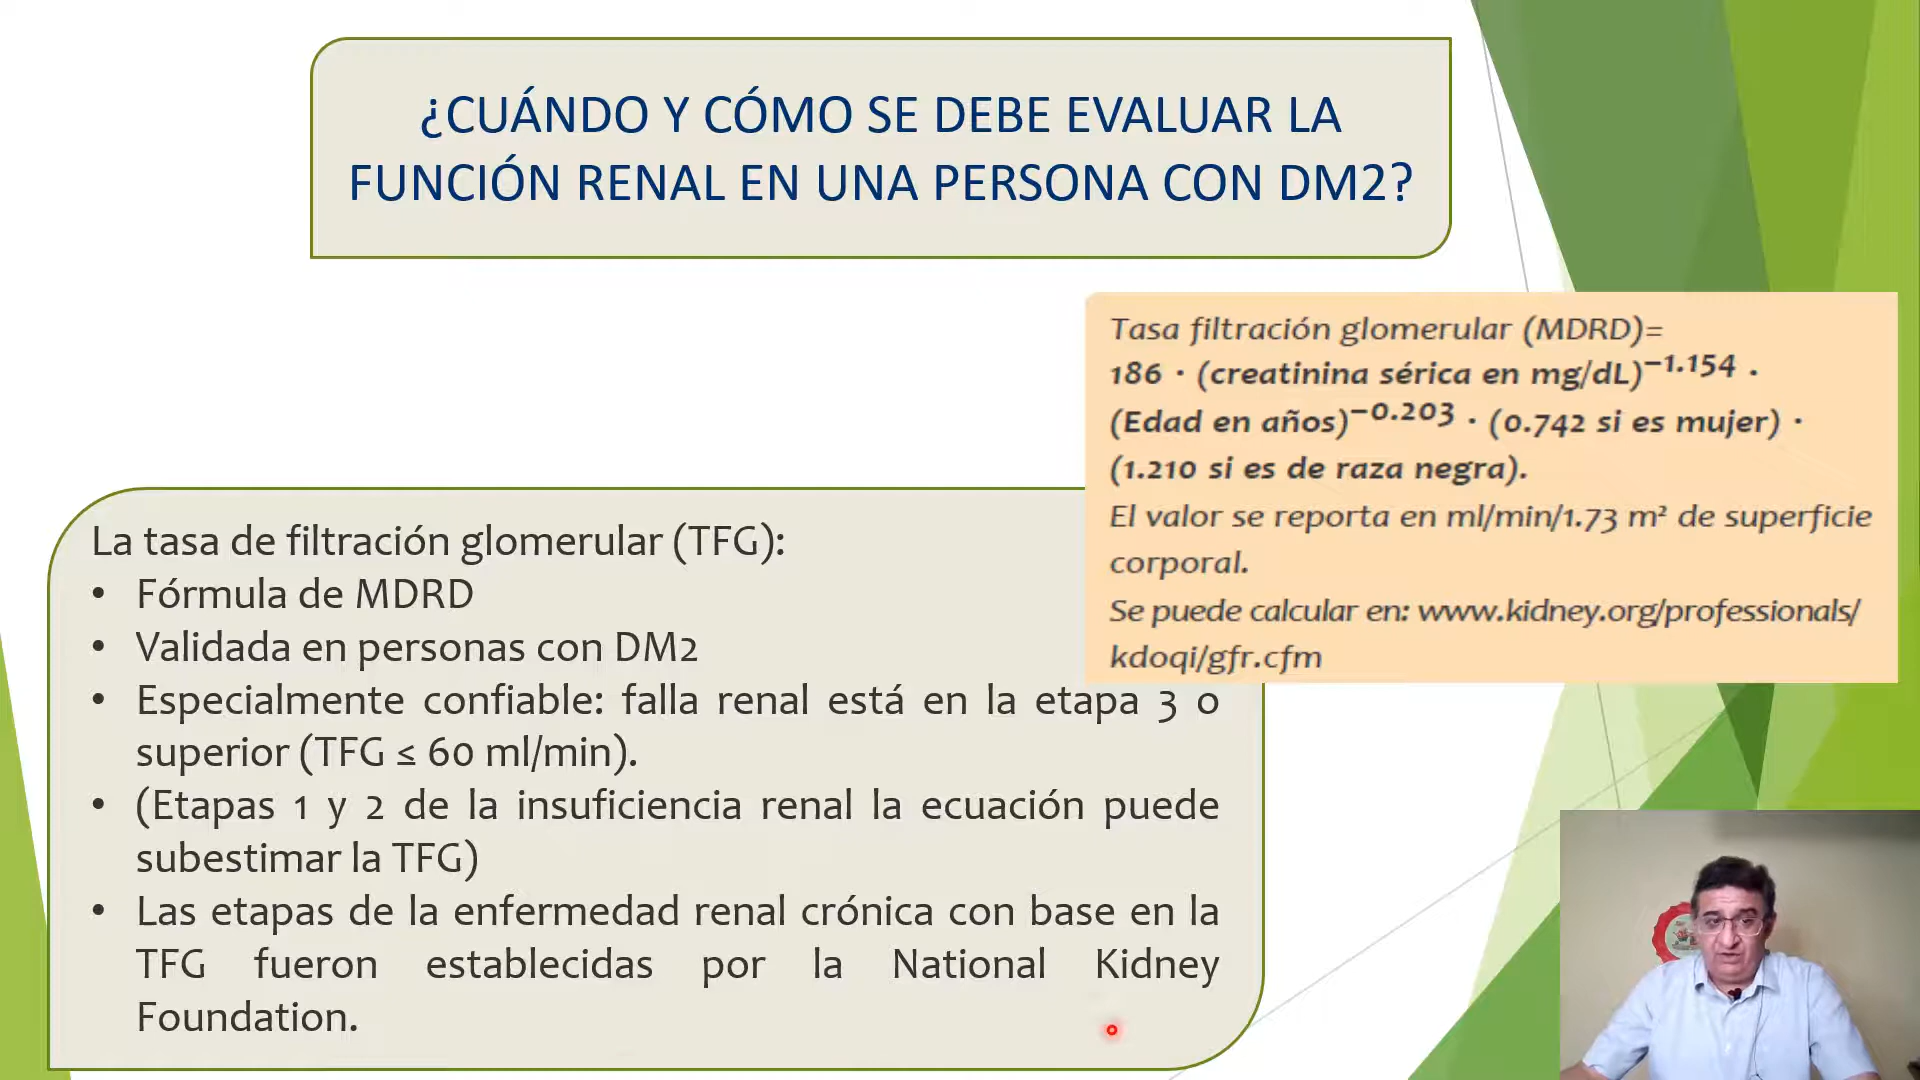 ¿CUÁNDO Y CÓMO SE DEBE EVALUAR LA
FUNCIÓN RENAL EN UNA PERSONA CON DM2?
Tasa filtración glomerular (MDRD)=
186 · (creatinina sérica en mg/dL)⁻¹·¹⁵⁴ ·
(Edad en años)⁻⁰·²⁰³ · (0.742 si es mujer) ·
(1.210 si es de raza negra).
El valor se reporta en ml/min/1.73 m² de superficie
corporal.
Se puede calcular en: www.kidney.org/professionals/
kdoqi/gfr.cfm
La tasa de filtración glomerular (TFG):
• Fórmula de MDRD
• Validada en personas con DM2
• Especialmente confiable: falla renal está en la etapa 3 o
superior (TFG ≤ 60 ml/min).
• (Etapas 1 y 2 de la insuficiencia renal la ecuación puede
subestimar la TFG)
• Las etapas de la enfermedad renal crónica con base en la
TFG fueron establecidas por la National Kidney
Foundation.